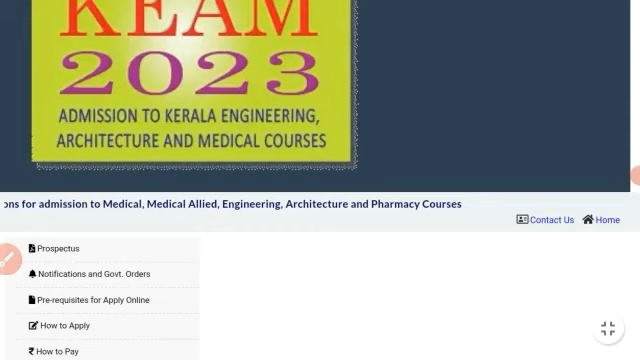 KEAM
2023
ADMISSION TO KERALA ENGINEERING,
ARCHITECTURE AND MEDICAL COURSES
for admission to Medical, Medical Allied, Engineering, Architecture and Pharmacy Courses
Contact Us Home
Prospectus
Notifications and Govt. Orders
Pre-requisites for Apply Online
How to Apply
₹ How to Pay